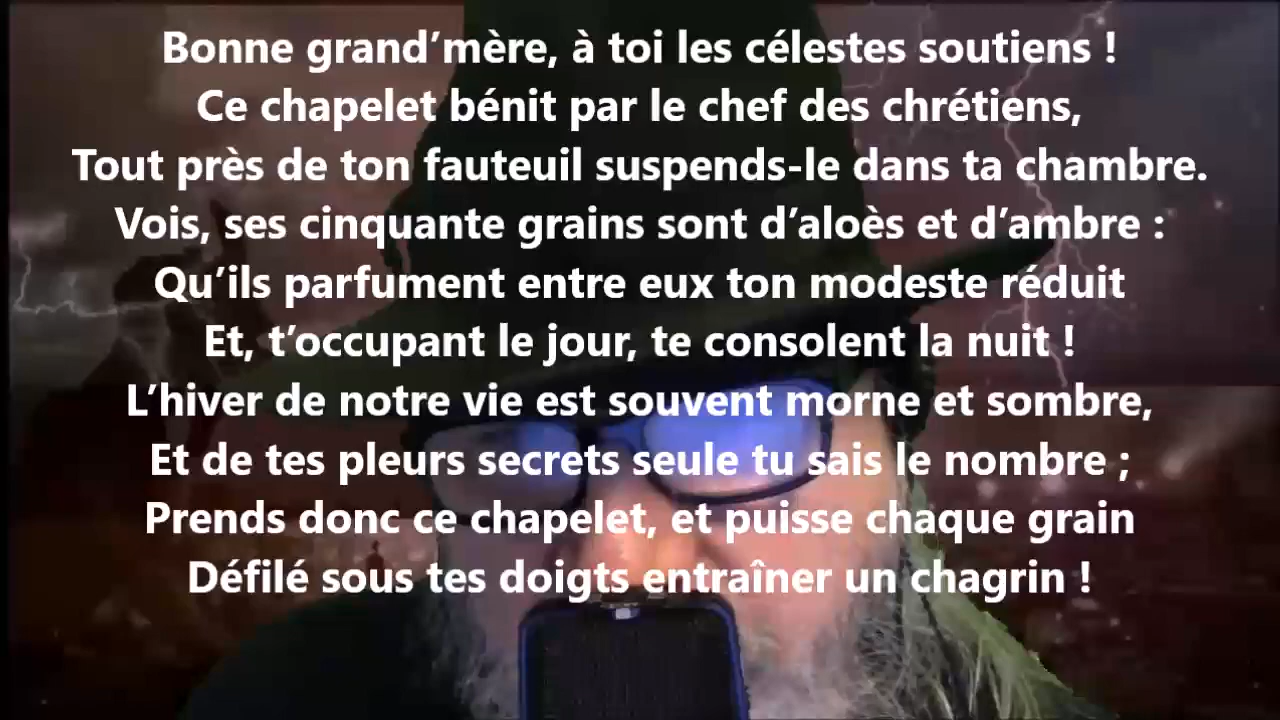 Bonne grand’mère, à toi les célestes soutiens !
Ce chapelet bénit par le chef des chrétiens,
Tout près de ton fauteuil suspends-le dans ta chambre.
Vois, ses cinquante grains sont d’aloès et d’ambre :
Qu’ils parfument entre eux ton modeste réduit
Et, t’occupant le jour, te consolent la nuit !
L’hiver de notre vie est souvent morne et sombre,
Et de tes pleurs secrets seule tu sais le nombre ;
Prends donc ce chapelet, et puisse chaque grain
Défilé sous tes doigts entraîner un chagrin !